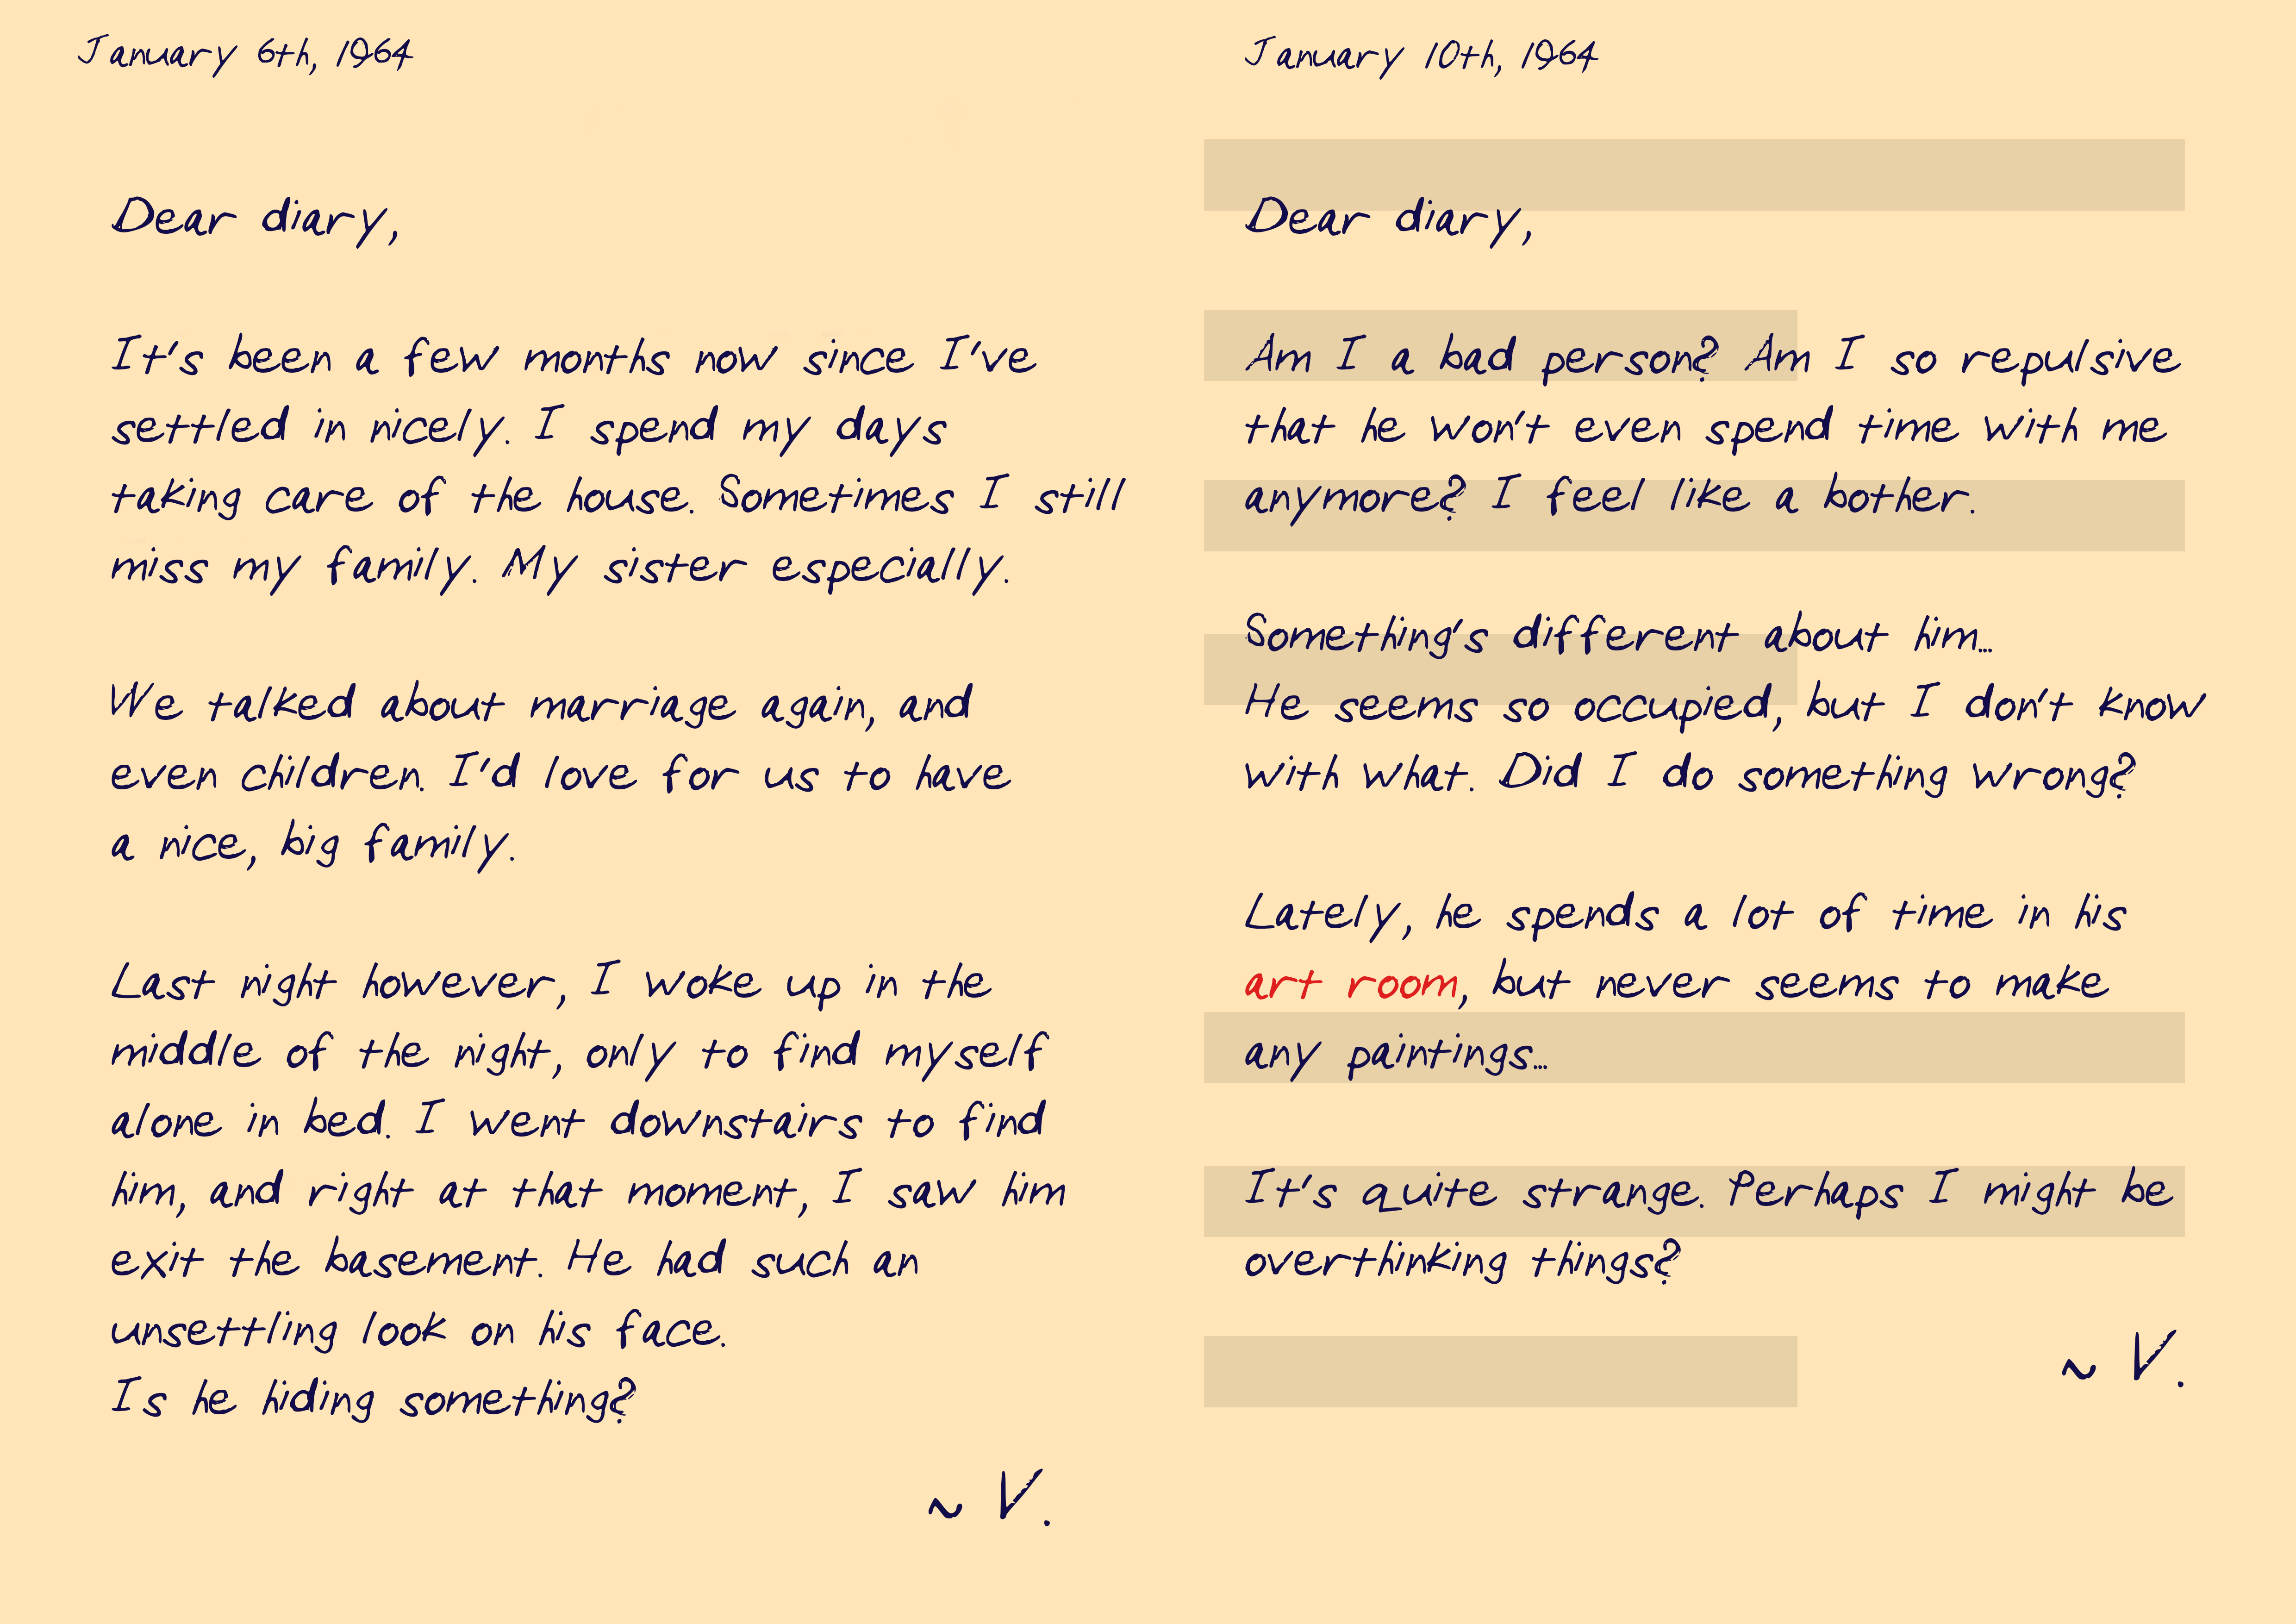 January 6th, 1964
Dear diary,
It's been a few months now since I've
settled in nicely. I spend my days
taking care of the house. Sometimes I still
miss my family. My sister especially.
We talked about marriage again, and
even children. I'd love for us to have
a nice, big family.
Last night however, I woke up in the
middle of the night, only to find myself
alone in bed. I went downstairs to find
him, and right at that moment, I saw him
exit the basement. He had such an
unsettling look on his face.
Is he hiding something?
~ V.
January 10th, 1964
Dear diary,
Am I a bad person? Am I so repulsive
that he won't even spend time with me
anymore? I feel like a bother.
Something's different about him...
He seems so occupied, but I don't know
with what. Did I do something wrong?
Lately, he spends a lot of time in his
art room, but never seems to make
any paintings...
It's quite strange. Perhaps I might be
overthinking things?
~ V.